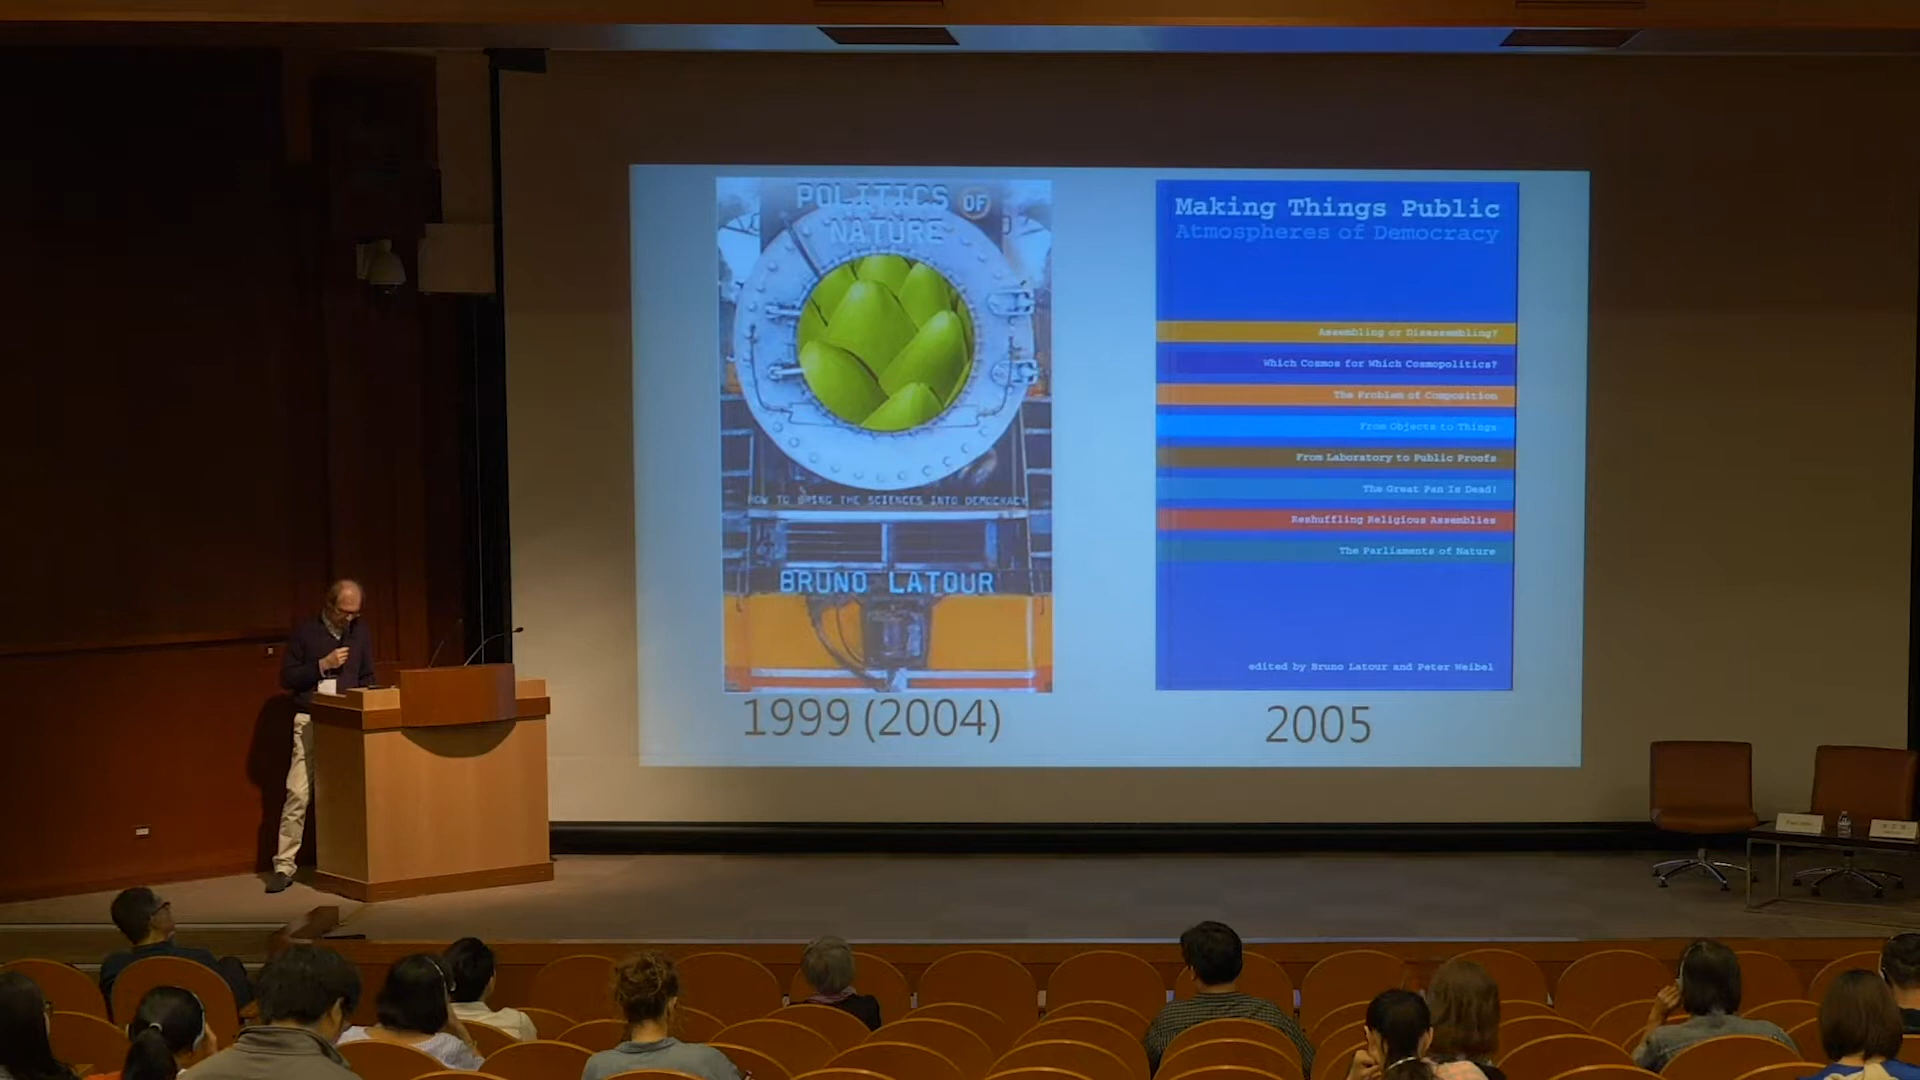 POLITICS OF
NATURE
HOW TO BRING THE SCIENCES INTO DEMOCRACY
BRUNO LATOUR
1999 (2004)
Making Things Public
Atmospheres of Democracy
Assembling or Disassembling?
Which Cosmos for Which Cosmopolitics?
The Problem of Composition
From Objects to Things
From Laboratory to Public Proofs
The Great Pan Is Dead!
Reshuffling Religious Assemblies
The Parliaments of Nature
edited by Bruno Latour and Peter Weibel
2005